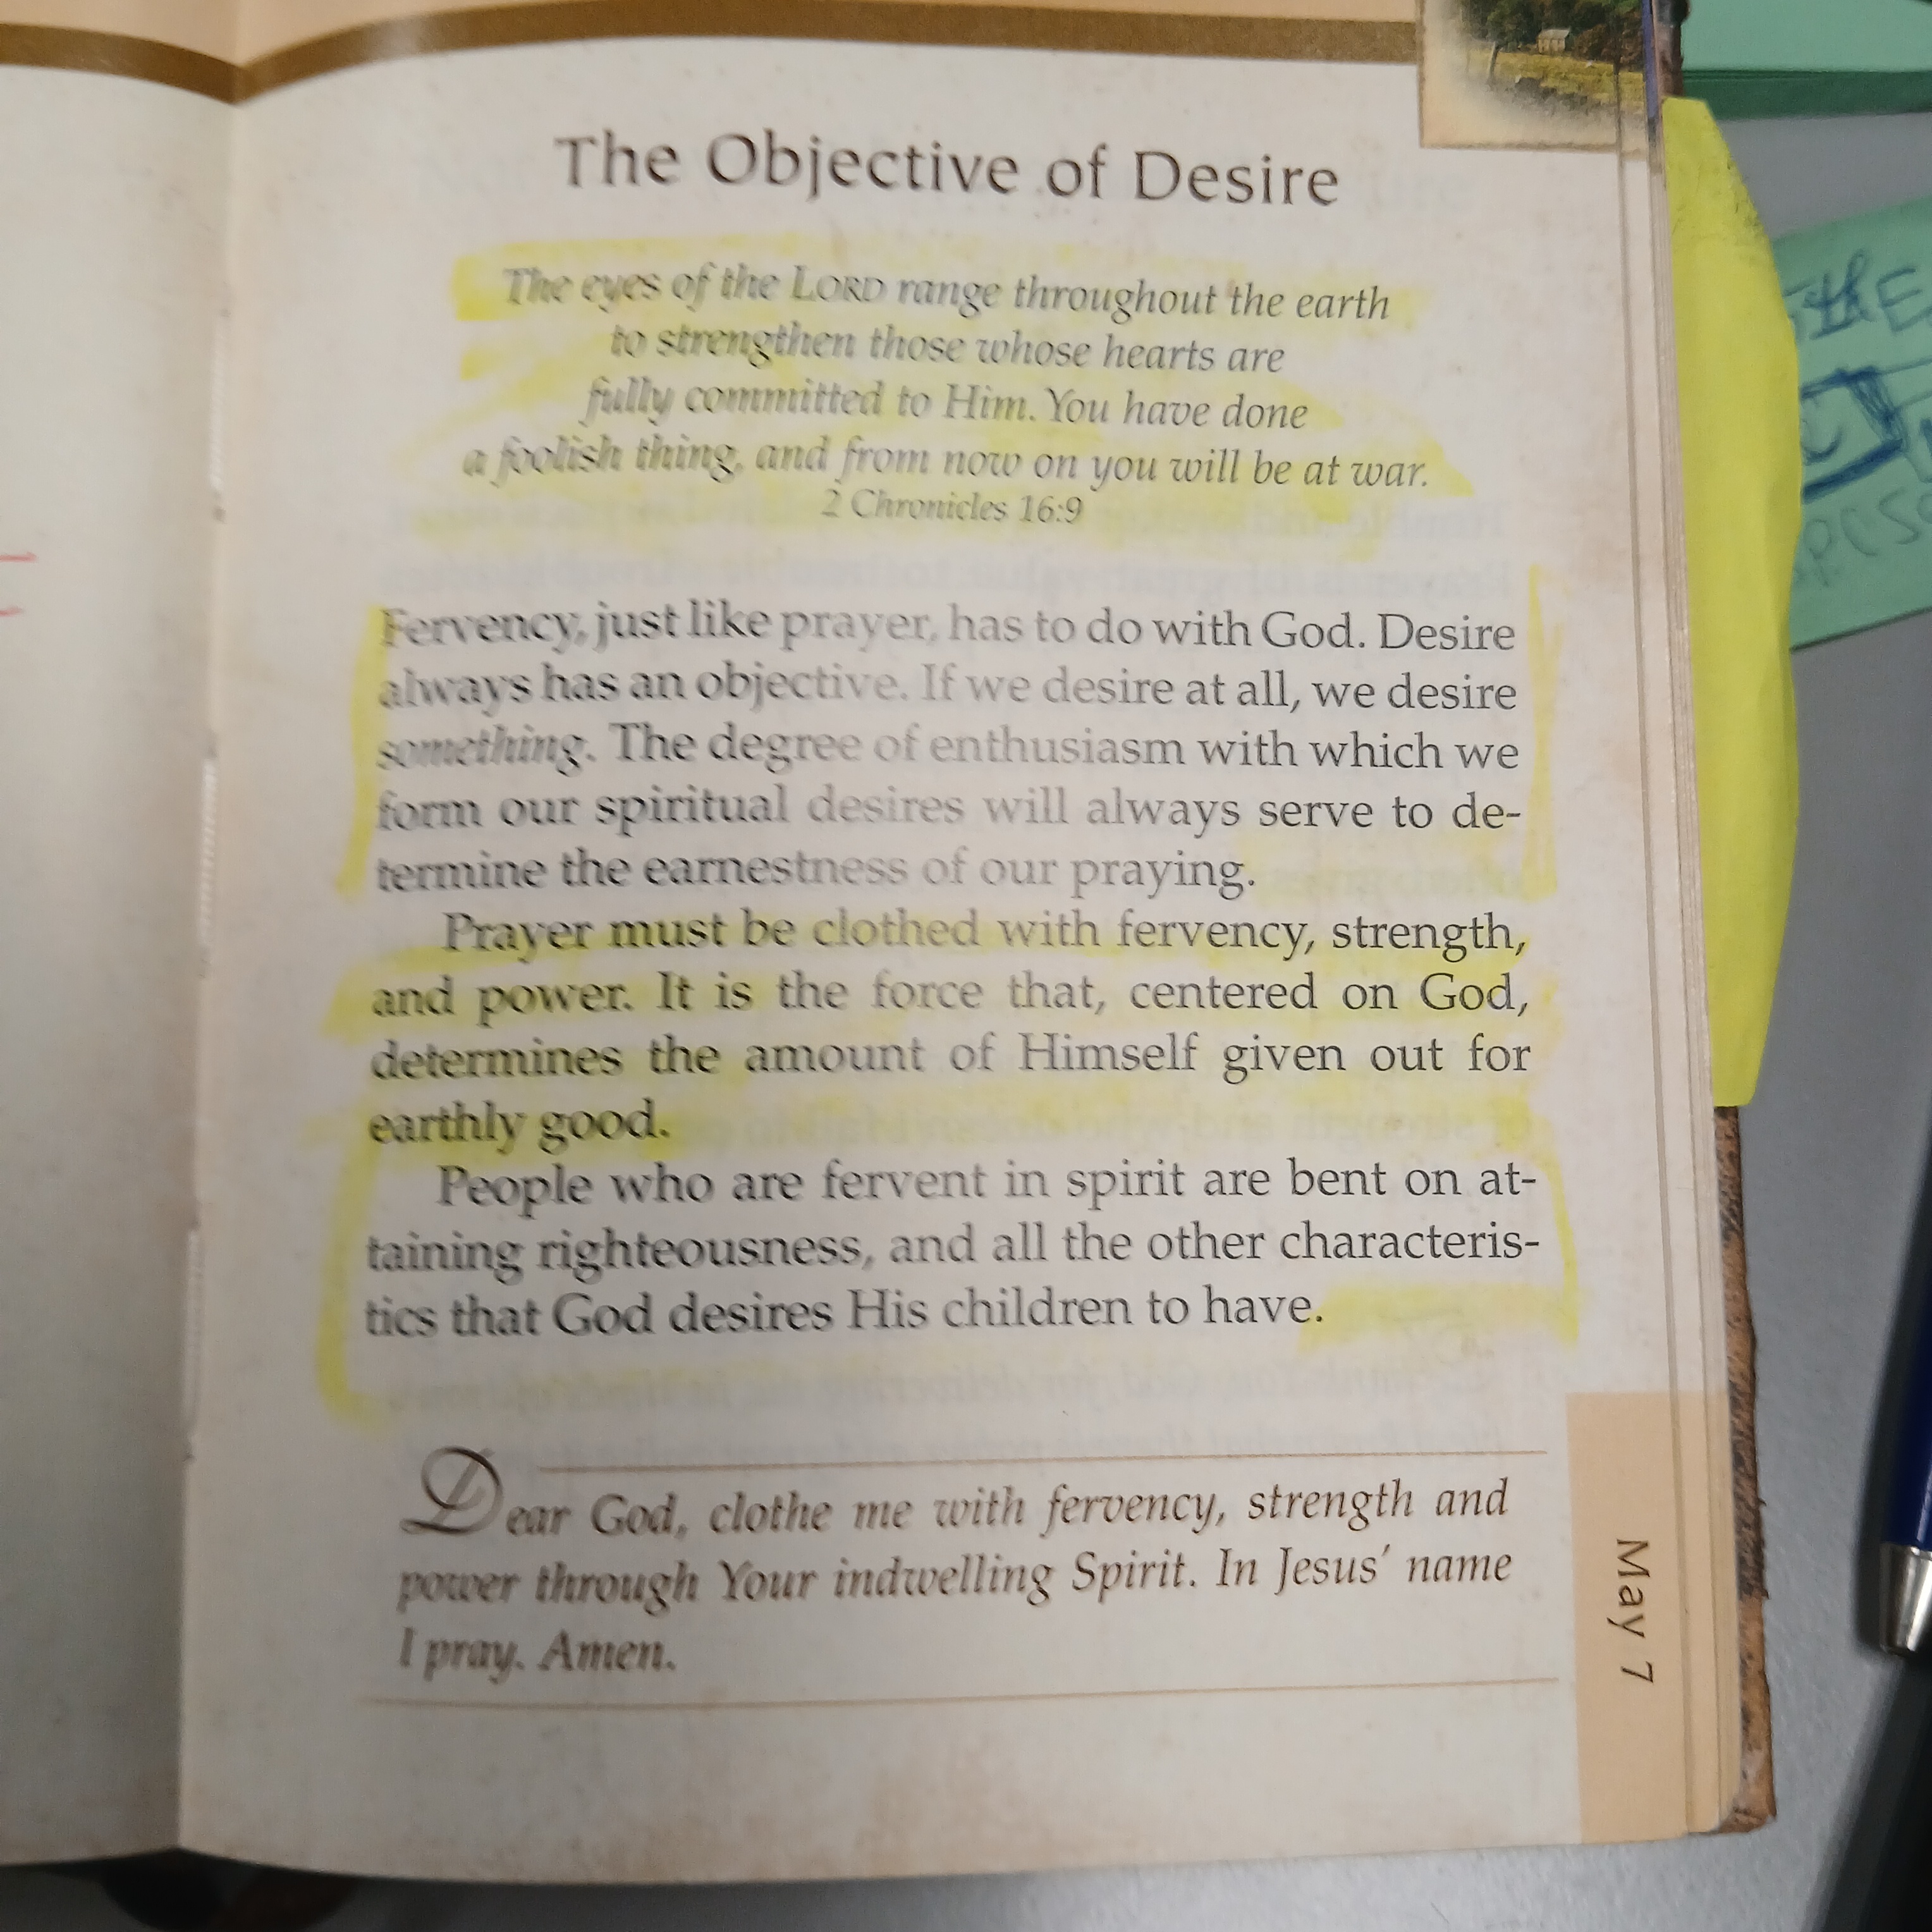 The Objective of Desire
The eyes of the LORD range throughout the earth
to strengthen those whose hearts are
fully committed to Him. You have done
a foolish thing, and from now on you will be at war.
2 Chronicles 16:9
Fervency, just like prayer, has to do with God. Desire
always has an objective. If we desire at all, we desire
something. The degree of enthusiasm with which we
form our spiritual desires will always serve to de-
termine the earnestness of our praying.
Prayer must be clothed with fervency, strength,
and power. It is the force that, centered on God,
determines the amount of Himself given out for
earthly good.
People who are fervent in spirit are bent on at-
taining righteousness, and all the other characteris-
tics that God desires His children to have.
Dear God, clothe me with fervency, strength and
power through Your indwelling Spirit. In Jesus' name
I pray. Amen.
May 7